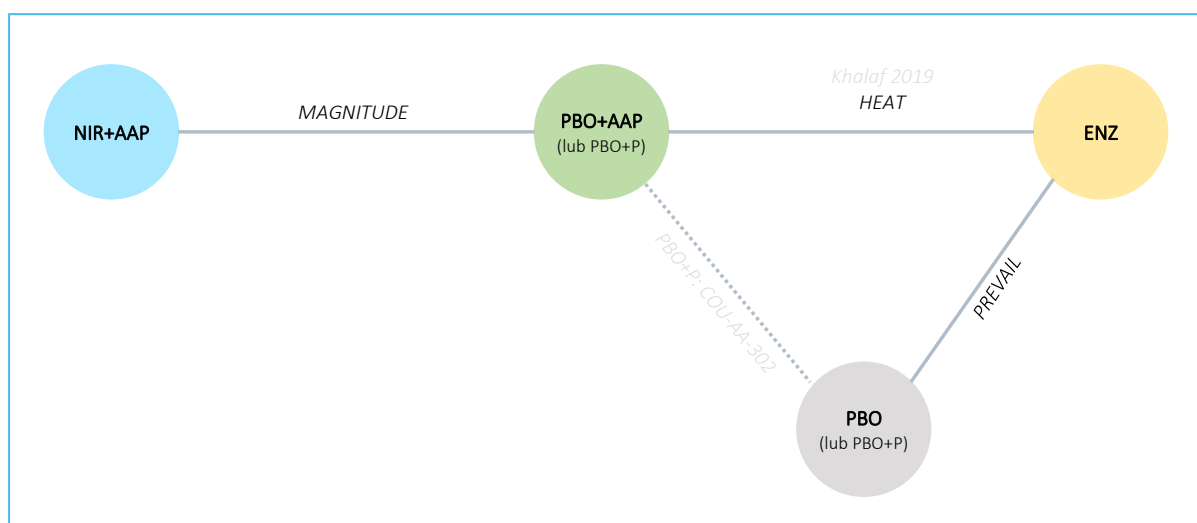 Khalaf 2019
HEAT
MAGNITUDE
NIR+AAP
PBO+AAP
(lub PBO+P)
ENZ
PBO+P: COU-AA-302
PREVAIL
PBO
(lub PBO+P)